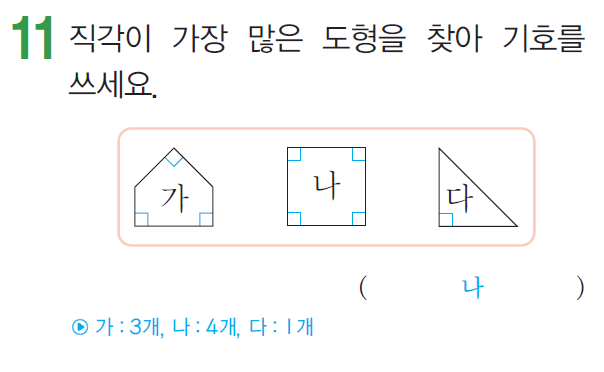 11 직각이 가장 많은 도형을 찾아 기호를
쓰세요.
가 나 다
( 나 )
가 : 3개, 나 : 4개, 다 : 1개